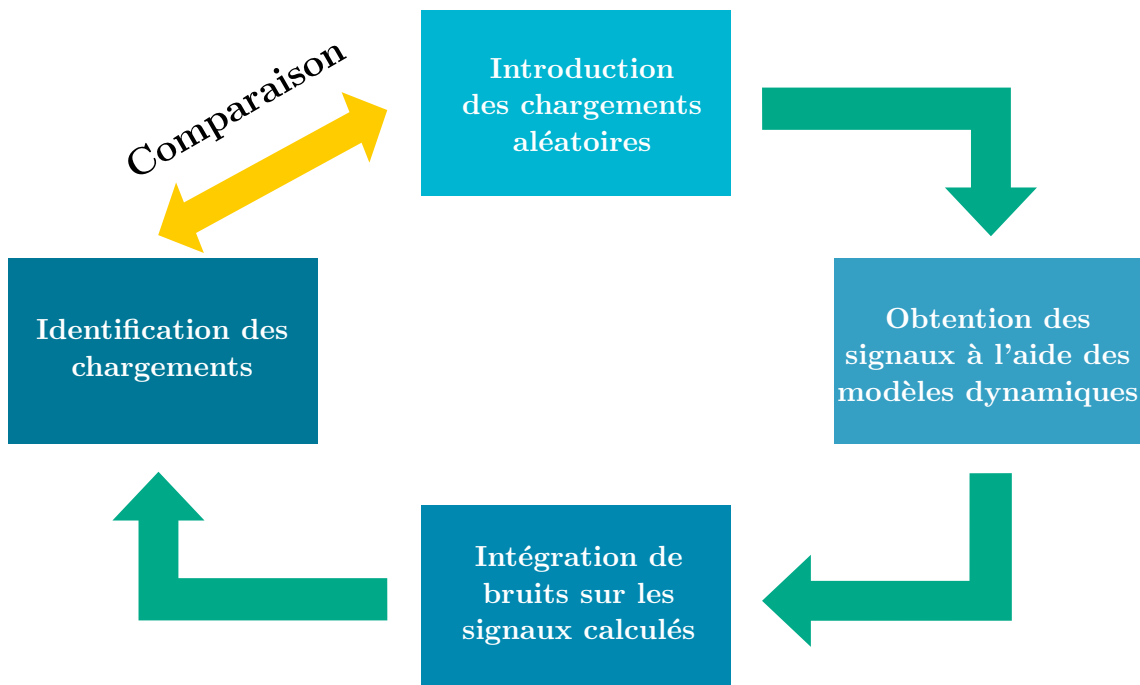 Comparaison
Introduction
des chargements
aléatoires
Obtention des
signaux à l'aide des
modèles dynamiques
Intégration de
bruits sur les
signaux calculés
Identification des
chargements